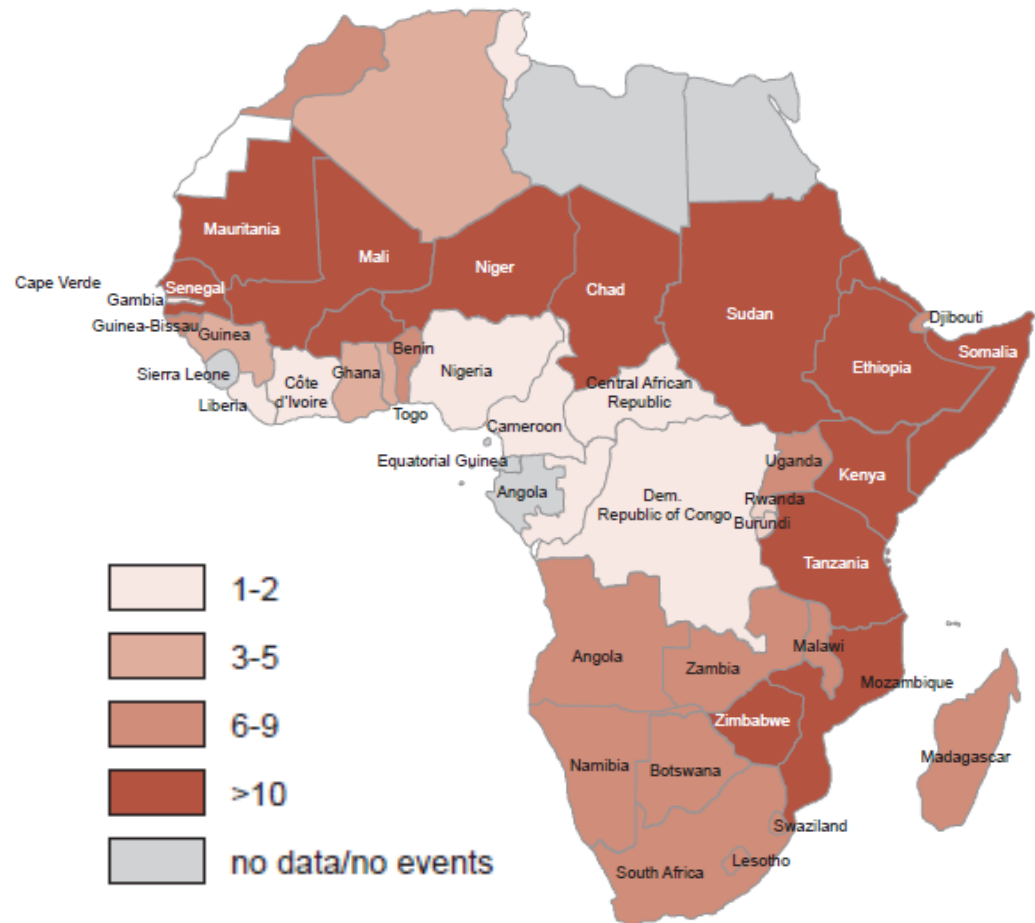 Mauritania
Mali
Niger
Chad
Sudan
Cape Verde
Senegal
Gambia
Guinea-Bissau
Guinea
Sierra Leone
Liberia
Côte
d'Ivoire
Ghana
Togo
Benin
Nigeria
Cameroon
Central African
Republic
Equatorial Guinea
Angola
Dem.
Republic of Congo
Djibouti
Somalia
Ethiopia
Uganda
Kenya
Rwanda
Burundi
Tanzania
Angola
Zambia
Malawi
Mozambique
Zimbabwe
Namibia
Botswana
Madagascar
Swaziland
Lesotho
South Africa
1-2
3-5
6-9
>10
no data/no events